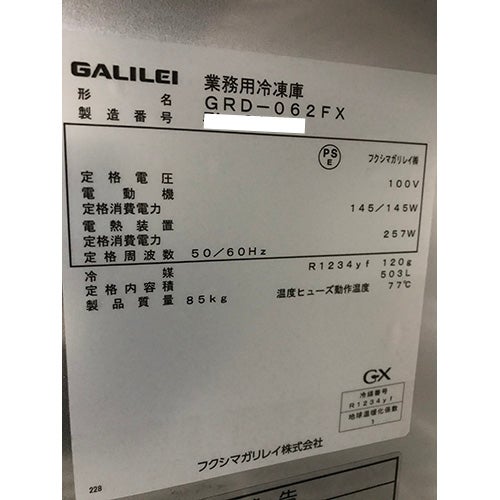 GALILEI 業務用冷凍庫
形名 GRD-062FX
製造番号
PS
E
フクシマガリレイ㈱
定格電圧 100V
電動機
定格消費電力 145/145W
電熱装置
定格消費電力 257W
定格周波数 50/60Hz
冷媒 R1234yf 120g
定格内容積 503L
製品質量 85kg 温度ヒューズ動作温度 77℃
GX
冷媒番号
R1234yf
地球温暖化係数
1
フクシマガリレイ株式会社
228
告